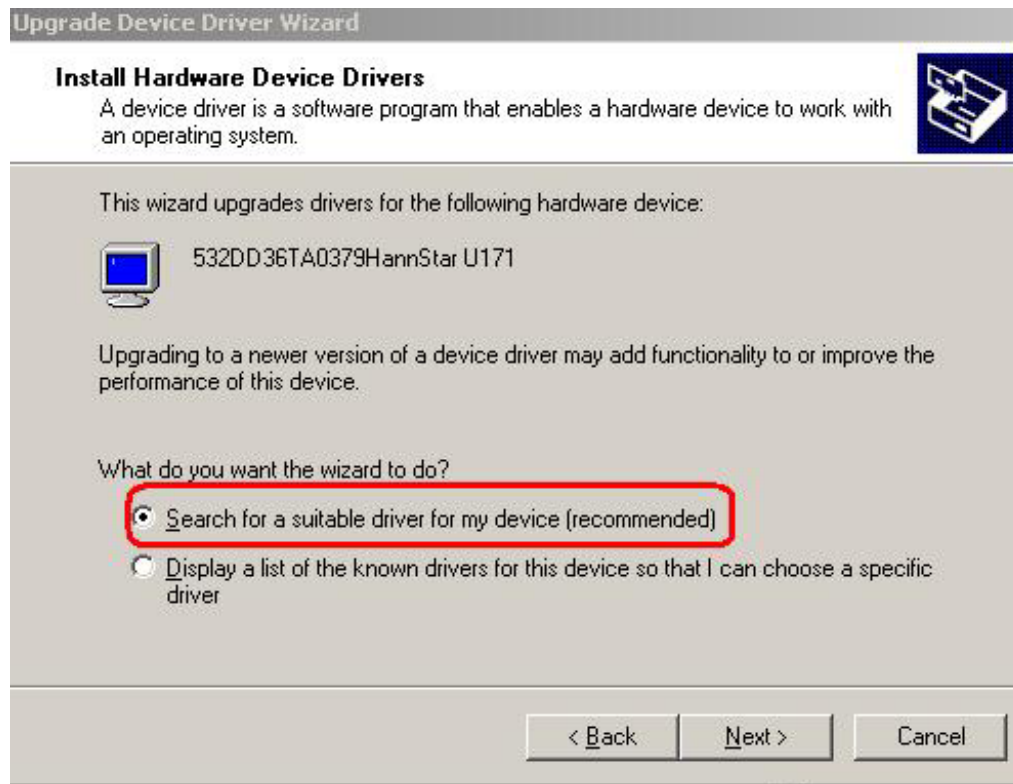 Upgrade Device Driver Wizard
Install Hardware Device Drivers
A device driver is a software program that enables a hardware device to work with
an operating system.
This wizard upgrades drivers for the following hardware device:
532DD36TA0379HannStar U171
Upgrading to a newer version of a device driver may add functionality to or improve the
performance of this device.
What do you want the wizard to do?
Search for a suitable driver for my device (recommended)
Display a list of the known drivers for this device so that I can choose a specific
driver
< Back
Next >
Cancel